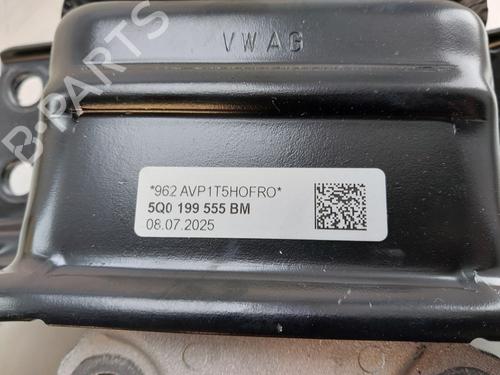 VWAG
*962 AVP1T5HOFRO*
5Q0 199 555 BM
08.07.2025
B-PARTS